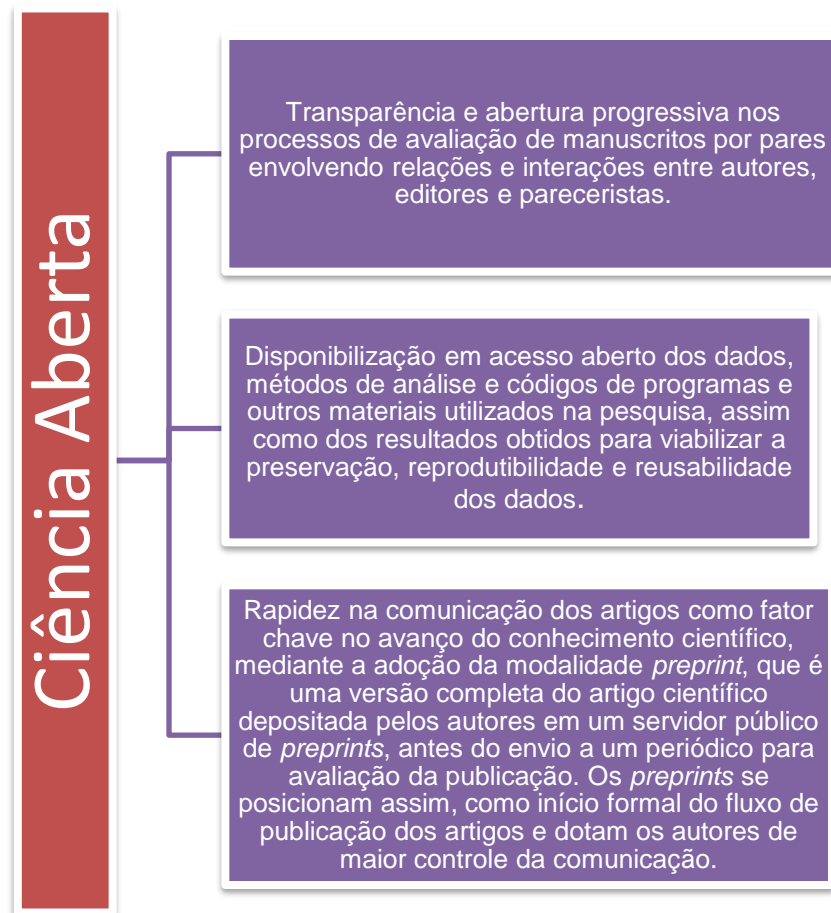 Ciência Aberta
Transparência e abertura progressiva nos
processos de avaliação de manuscritos por pares
envolvendo relações e interações entre autores,
editores e pareceristas.
Disponibilização em acesso aberto dos dados,
métodos de análise e códigos de programas e
outros materiais utilizados na pesquisa, assim
como dos resultados obtidos para viabilizar a
preservação, reprodutibilidade e reusabilidade
dos dados.
Rapidez na comunicação dos artigos como fator
chave no avanço do conhecimento científico,
mediante a adoção da modalidade preprint, que é
uma versão completa do artigo científico
depositada pelos autores em um servidor público
de preprints, antes do envio a um periódico para
avaliação da publicação. Os preprints se
posicionam assim, como início formal do fluxo de
publicação dos artigos e dotam os autores de
maior controle da comunicação.